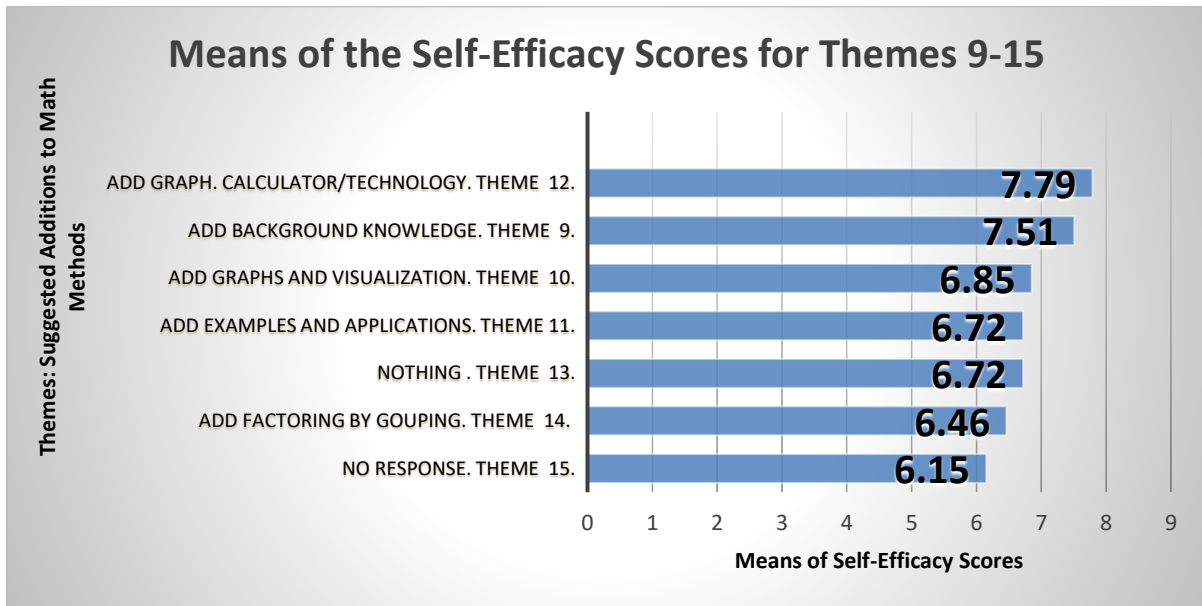 Means of the Self-Efficacy Scores for Themes 9-15
Themes: Suggested Additions to Math
Methods
ADD GRAPH. CALCULATOR/TECHNOLOGY. THEME 12.
7.79
ADD BACKGROUND KNOWLEDGE. THEME 9.
7.51
ADD GRAPHS AND VISUALIZATION. THEME 10.
6.85
ADD EXAMPLES AND APPLICATIONS. THEME 11.
6.72
NOTHING . THEME 13.
6.72
ADD FACTORING BY GOUPING. THEME 14.
6.46
NO RESPONSE. THEME 15.
6.15
0 1 2 3 4 5 6 7 8 9
Means of Self-Efficacy Scores